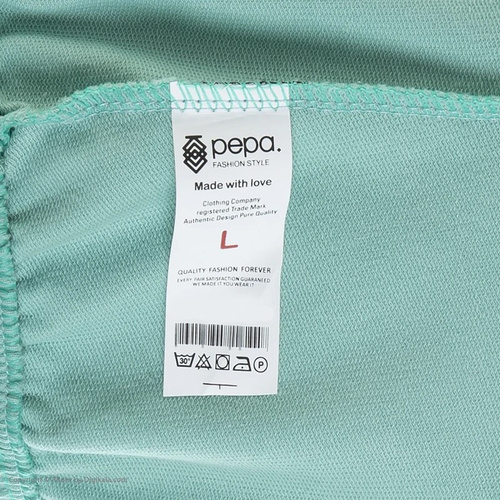 pepa.
FASHION STYLE
Made with love
Clothing Company
registered Trade Mark
Authentic Design Pure Quality
L
QUALITY FASHION FOREVER
EVERY PAIR SATISFACTION GUARANTEED
WE MADE IT YOU WEAR IT
30°
P